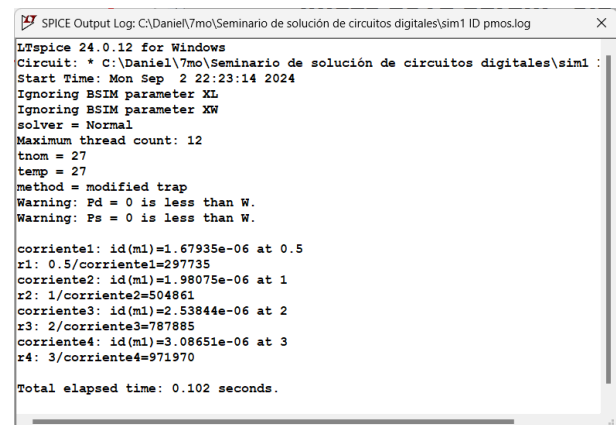 SPICE Output Log: C:\Daniel\7mo\Seminario de solución de circuitos digitales\sim1 ID pmos.log
LTspice 24.0.12 for Windows
Circuit: * C:\Daniel\7mo\Seminario de solución de circuitos digitales\sim1
Start Time: Mon Sep  2 22:23:14 2024
Ignoring BSIM parameter XL
Ignoring BSIM parameter XW
solver = Normal
Maximum thread count: 12
tnom = 27
temp = 27
method = modified trap
Warning: Pd = 0 is less than W.
Warning: Ps = 0 is less than W.
corriente1: id(m1)=1.67935e-06 at 0.5
r1: 0.5/corriente1=297735
corriente2: id(m1)=1.98075e-06 at 1
r2: 1/corriente2=504861
corriente3: id(m1)=2.53844e-06 at 2
r3: 2/corriente3=787885
corriente4: id(m1)=3.08651e-06 at 3
r4: 3/corriente4=971970
Total elapsed time: 0.102 seconds.